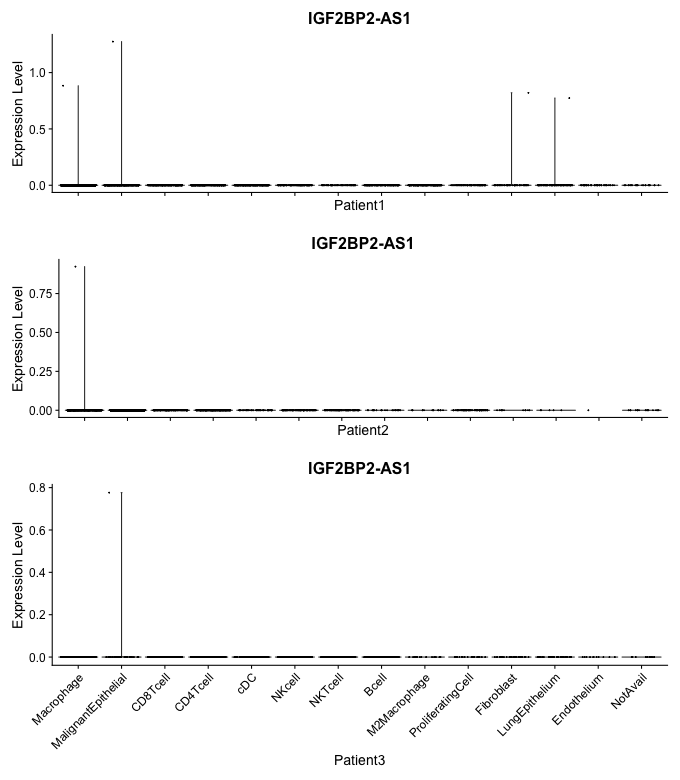 IGF2BP2-AS1
Expression Level
1.0
0.5
0.0
Patient1
IGF2BP2-AS1
Expression Level
0.75
0.50
0.25
0.00
Patient2
IGF2BP2-AS1
Expression Level
0.8
0.6
0.4
0.2
0.0
Macrophage
MalignantEpithelial
CD8Tcell
CD4Tcell
cDC
NKcell
NKTcell
Bcell
M2Macrophage
ProliferatingCell
Fibroblast
LungEpithelium
Endothelium
NotAvail
Patient3